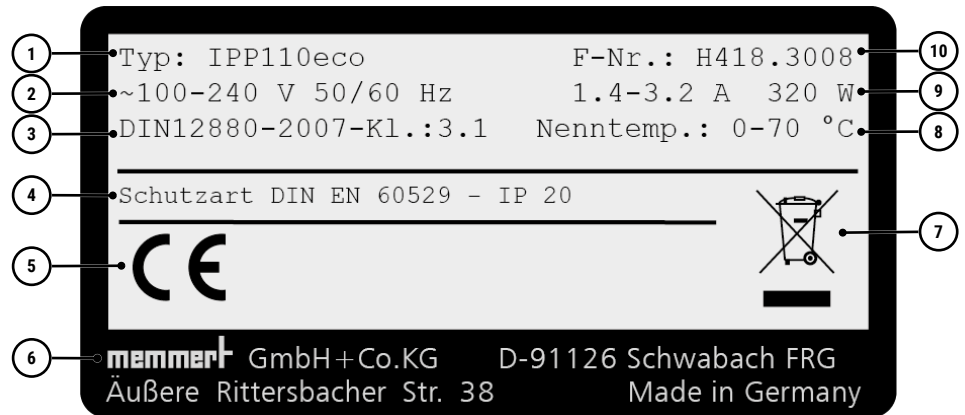 1 Typ: IPP110eco F-Nr.: H418.3008 10
2 ~100-240 V 50/60 Hz 1.4-3.2 A 320 W 9
3 DIN12880-2007-Kl.:3.1 Nenntemp.: 0-70 °C 8
4 Schutzart DIN EN 60529 - IP 20
7
5 CE
6 memmert GmbH+Co.KG D-91126 Schwabach FRG
Äußere Rittersbacher Str. 38 Made in Germany